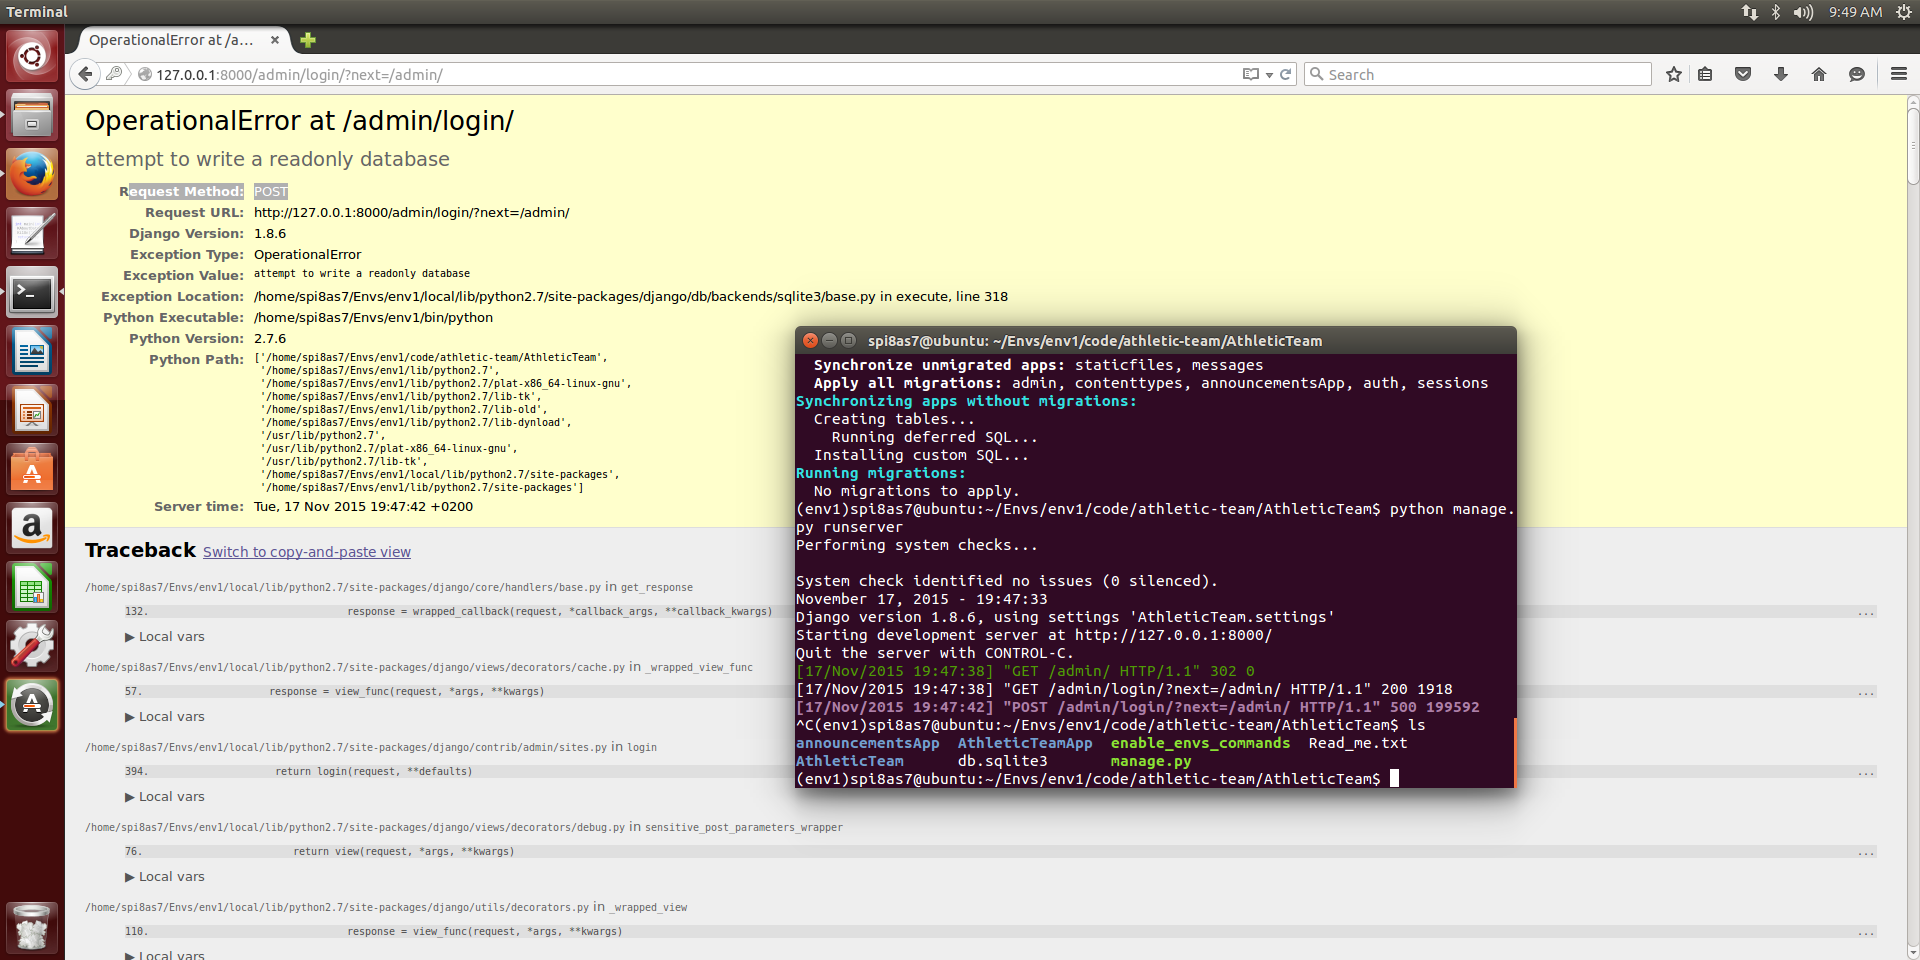 Terminal
9:49 AM
OperationalError at /a...
127.0.0.1:8000/admin/login/?next=/admin/
Search
OperationalError at /admin/login/
attempt to write a readonly database
Request Method: POST
Request URL: http://127.0.0.1:8000/admin/login/?next=/admin/
Django Version: 1.8.6
Exception Type: OperationalError
Exception Value: attempt to write a readonly database
Exception Location: /home/spi8as7/Envs/env1/local/lib/python2.7/site-packages/django/db/backends/sqlite3/base.py in execute, line 318
Python Executable: /home/spi8as7/Envs/env1/bin/python
Python Version: 2.7.6
Python Path: ['/home/spi8as7/Envs/env1/code/athletic-team/AthleticTeam',
'/home/spi8as7/Envs/env1/lib/python2.7',
'/home/spi8as7/Envs/env1/lib/python2.7/plat-x86_64-linux-gnu',
'/home/spi8as7/Envs/env1/lib/python2.7/lib-tk',
'/home/spi8as7/Envs/env1/lib/python2.7/lib-old',
'/home/spi8as7/Envs/env1/lib/python2.7/lib-dynload',
'/usr/lib/python2.7',
'/usr/lib/python2.7/plat-x86_64-linux-gnu',
'/usr/lib/python2.7/lib-tk',
'/home/spi8as7/Envs/env1/local/lib/python2.7/site-packages',
'/home/spi8as7/Envs/env1/lib/python2.7/site-packages']
Server time: Tue, 17 Nov 2015 19:47:42 +0200
Traceback Switch to copy-and-paste view
/home/spi8as7/Envs/env1/local/lib/python2.7/site-packages/django/core/handlers/base.py in get_response
132. response = wrapped_callback(request, *callback_args, **callback_kwargs) ...
▶ Local vars
/home/spi8as7/Envs/env1/local/lib/python2.7/site-packages/django/views/decorators/cache.py in _wrapped_view_func
57. response = view_func(request, *args, **kwargs) ...
▶ Local vars
/home/spi8as7/Envs/env1/local/lib/python2.7/site-packages/django/contrib/admin/sites.py in login
394. return login(request, **defaults) ...
▶ Local vars
/home/spi8as7/Envs/env1/local/lib/python2.7/site-packages/django/views/decorators/debug.py in sensitive_post_parameters_wrapper
76. return view(request, *args, **kwargs) ...
▶ Local vars
/home/spi8as7/Envs/env1/local/lib/python2.7/site-packages/django/utils/decorators.py in _wrapped_view
110. response = view_func(request, *args, **kwargs) ...
▶ Local vars
spi8as7@ubuntu: ~/Envs/env1/code/athletic-team/AthleticTeam
Synchronize unmigrated apps: staticfiles, messages
Apply all migrations: admin, contenttypes, announcementsApp, auth, sessions
Synchronizing apps without migrations:
Creating tables...
Running deferred SQL...
Installing custom SQL...
Running migrations:
No migrations to apply.
(env1)spi8as7@ubuntu:~/Envs/env1/code/athletic-team/AthleticTeam$ python manage.
py runserver
Performing system checks...
System check identified no issues (0 silenced).
November 17, 2015 - 19:47:33
Django version 1.8.6, using settings 'AthleticTeam.settings'
Starting development server at http://127.0.0.1:8000/
Quit the server with CONTROL-C.
[17/Nov/2015 19:47:38] "GET /admin/ HTTP/1.1" 302 0
[17/Nov/2015 19:47:38] "GET /admin/login/?next=/admin/ HTTP/1.1" 200 1918
[17/Nov/2015 19:47:42] "POST /admin/login/?next=/admin/ HTTP/1.1" 500 199592
^C(env1)spi8as7@ubuntu:~/Envs/env1/code/athletic-team/AthleticTeam$ ls
announcementsApp AthleticTeamApp enable_envs_commands Read_me.txt
AthleticTeam db.sqlite3 manage.py
(env1)spi8as7@ubuntu:~/Envs/env1/code/athletic-team/AthleticTeam$